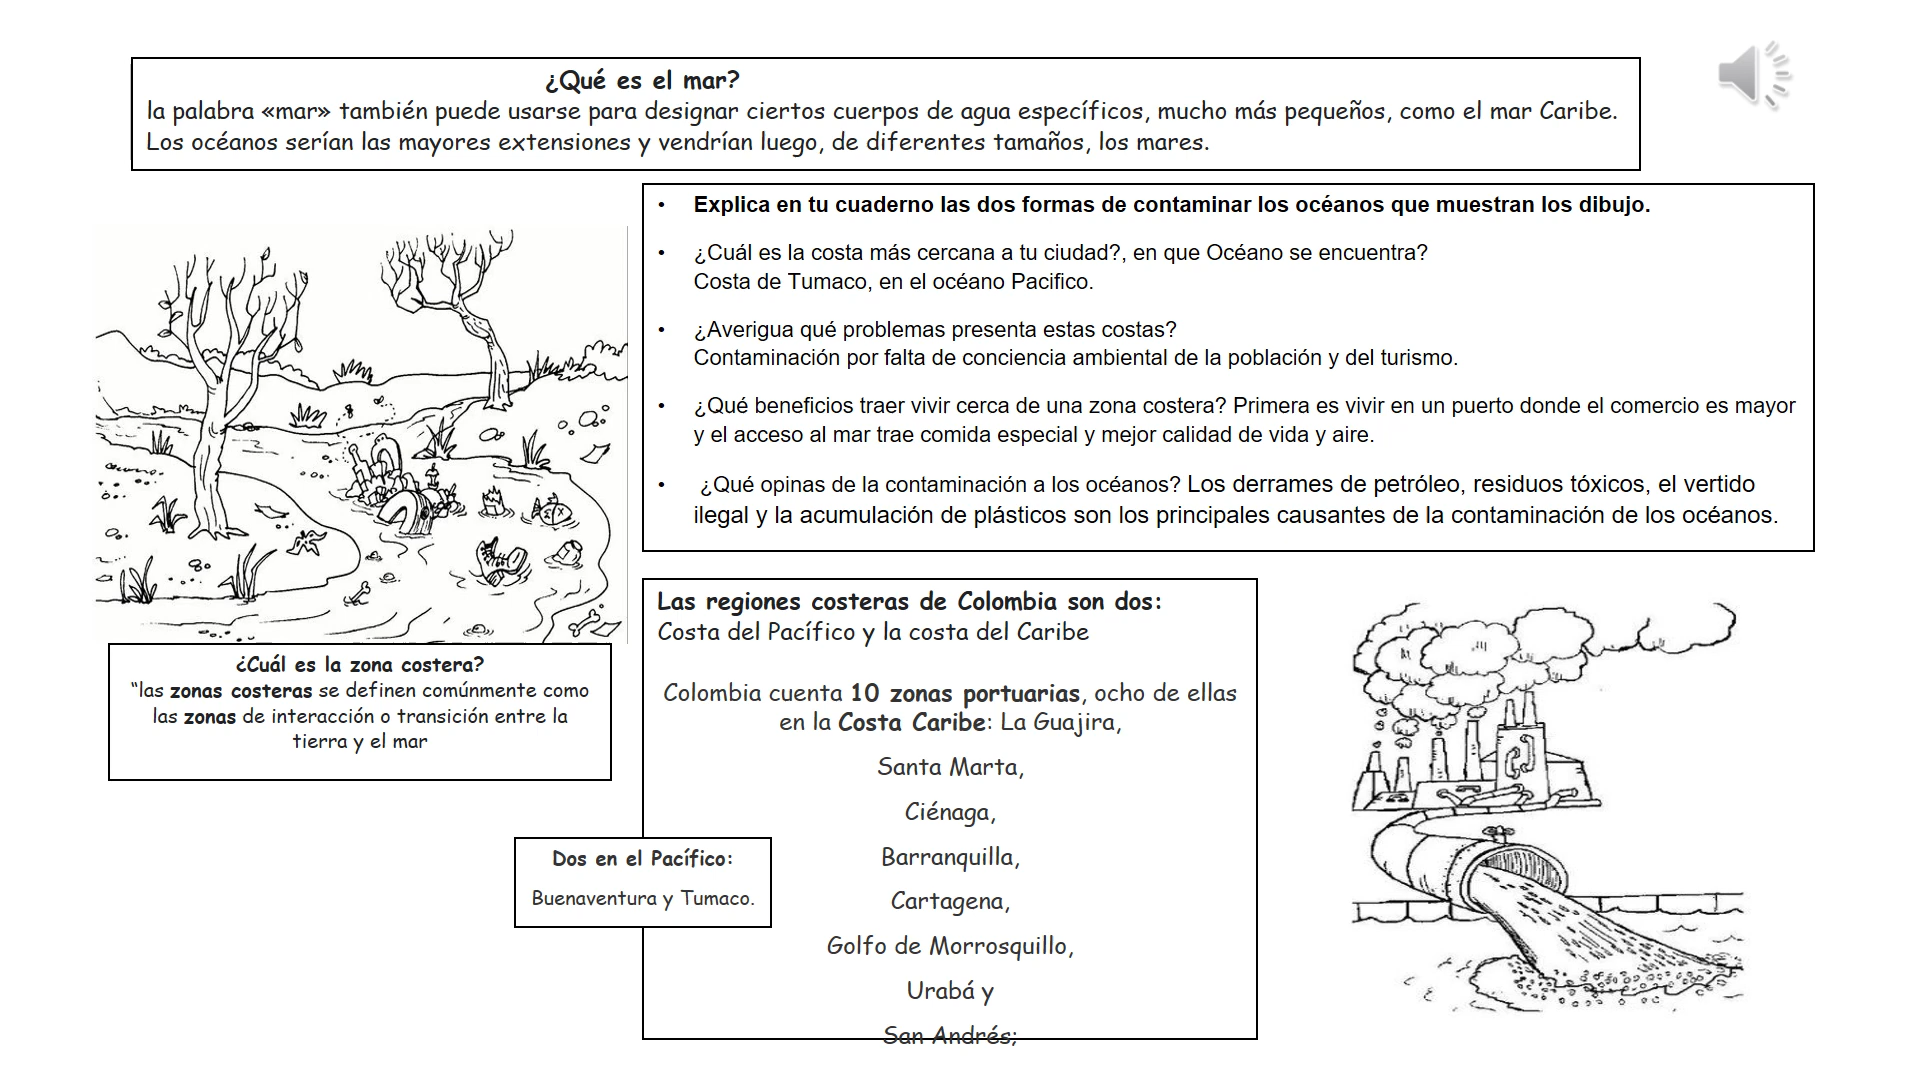 ¿Qué es el mar?
la palabra «mar» también puede usarse para designar ciertos cuerpos de agua específicos, mucho más pequeños, como el mar Caribe.
Los océanos serían las mayores extensiones y vendrían luego, de diferentes tamaños, los mares.
• Explica en tu cuaderno las dos formas de contaminar los océanos que muestran los dibujo.
• ¿Cuál es la costa más cercana a tu ciudad?, en que Océano se encuentra?
Costa de Tumaco, en el océano Pacifico.
• ¿Averigua qué problemas presenta estas costas?
Contaminación por falta de conciencia ambiental de la población y del turismo.
• ¿Qué beneficios traer vivir cerca de una zona costera? Primera es vivir en un puerto donde el comercio es mayor
y el acceso al mar trae comida especial y mejor calidad de vida y aire.
• ¿Qué opinas de la contaminación a los océanos? Los derrames de petróleo, residuos tóxicos, el vertido
ilegal y la acumulación de plásticos son los principales causantes de la contaminación de los océanos.
¿Cuál es la zona costera?
“las zonas costeras se definen comúnmente como
las zonas de interacción o transición entre la
tierra y el mar
Las regiones costeras de Colombia son dos:
Costa del Pacífico y la costa del Caribe
Colombia cuenta 10 zonas portuarias, ocho de ellas
en la Costa Caribe: La Guajira,
Santa Marta,
Ciénaga,
Barranquilla,
Cartagena,
Golfo de Morrosquillo,
Urabá y
San Andrés;
Dos en el Pacífico:
Buenaventura y Tumaco.